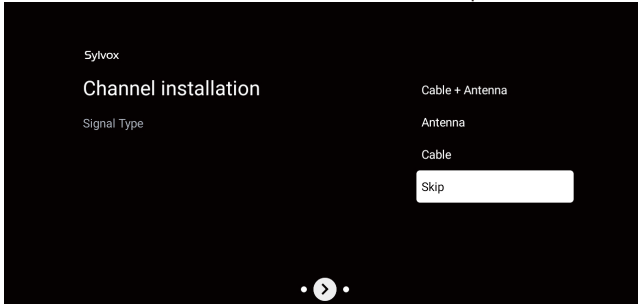 Sylvox
Channel installation
Signal Type
Cable + Antenna
Antenna
Cable
Skip